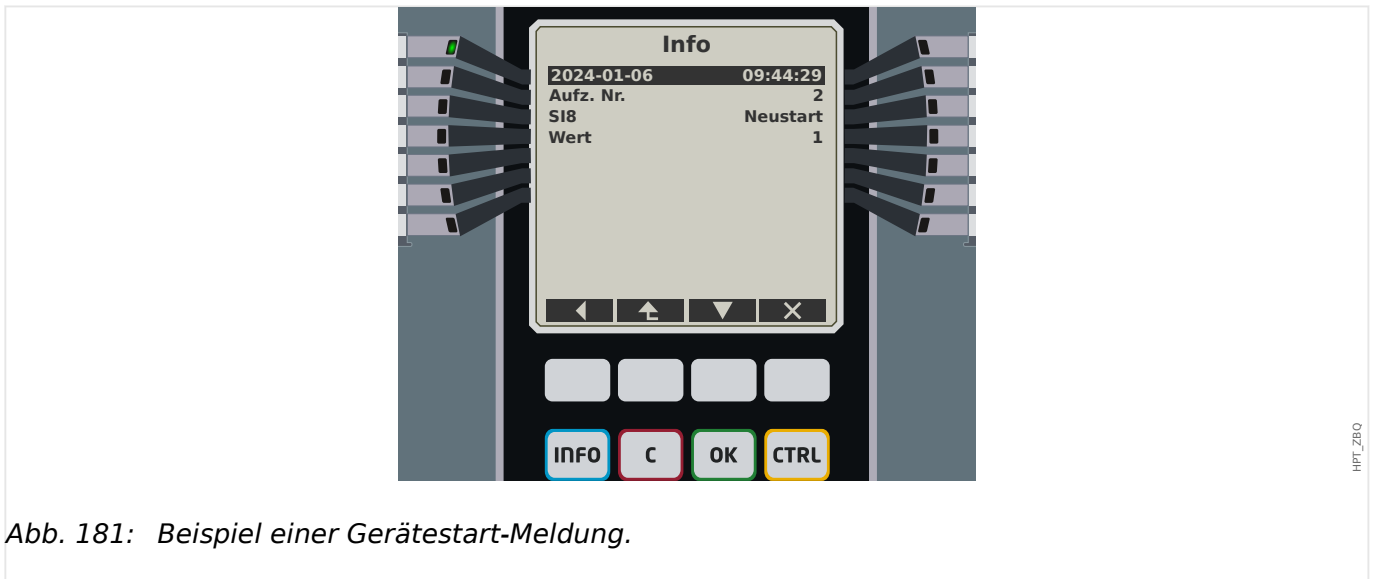 Info
2024-01-06 09:44:29
Aufz. Nr. 2
SI8 Neustart
Wert 1
INFO C OK CTRL
HPT_ZBQ
Abb. 181: Beispiel einer Gerätestart-Meldung.